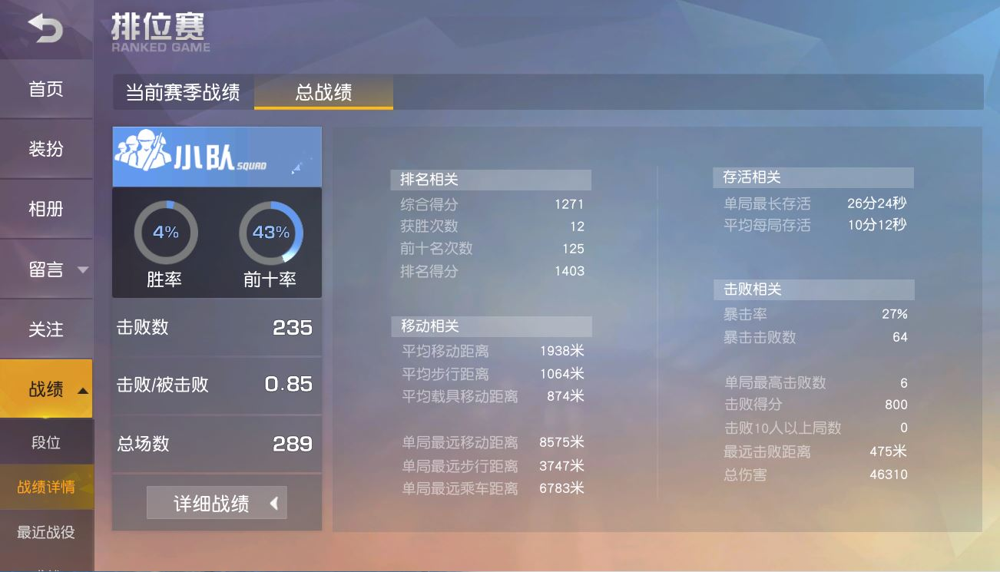 排位赛
RANKED GAME
首页
装扮
相册
留言
关注
战绩
段位
战绩详情
最近战役
当前赛季战绩
总战绩
小队 SQUAD
4%
43%
胜率
前十率
击败数 235
击败/被击败 0.85
总场数 289
详细战绩
排名相关
综合得分 1271
获胜次数 12
前十名次数 125
排名得分 1403
移动相关
平均移动距离 1938米
平均步行距离 1064米
平均载具移动距离 874米
单局最远移动距离 8575米
单局最远步行距离 3747米
单局最远乘车距离 6783米
存活相关
单局最长存活 26分24秒
平均每局存活 10分12秒
击败相关
暴击率 27%
暴击击败数 64
单局最高击败数 6
击败得分 800
击败10人以上局数 0
最远击败距离 475米
总伤害 46310